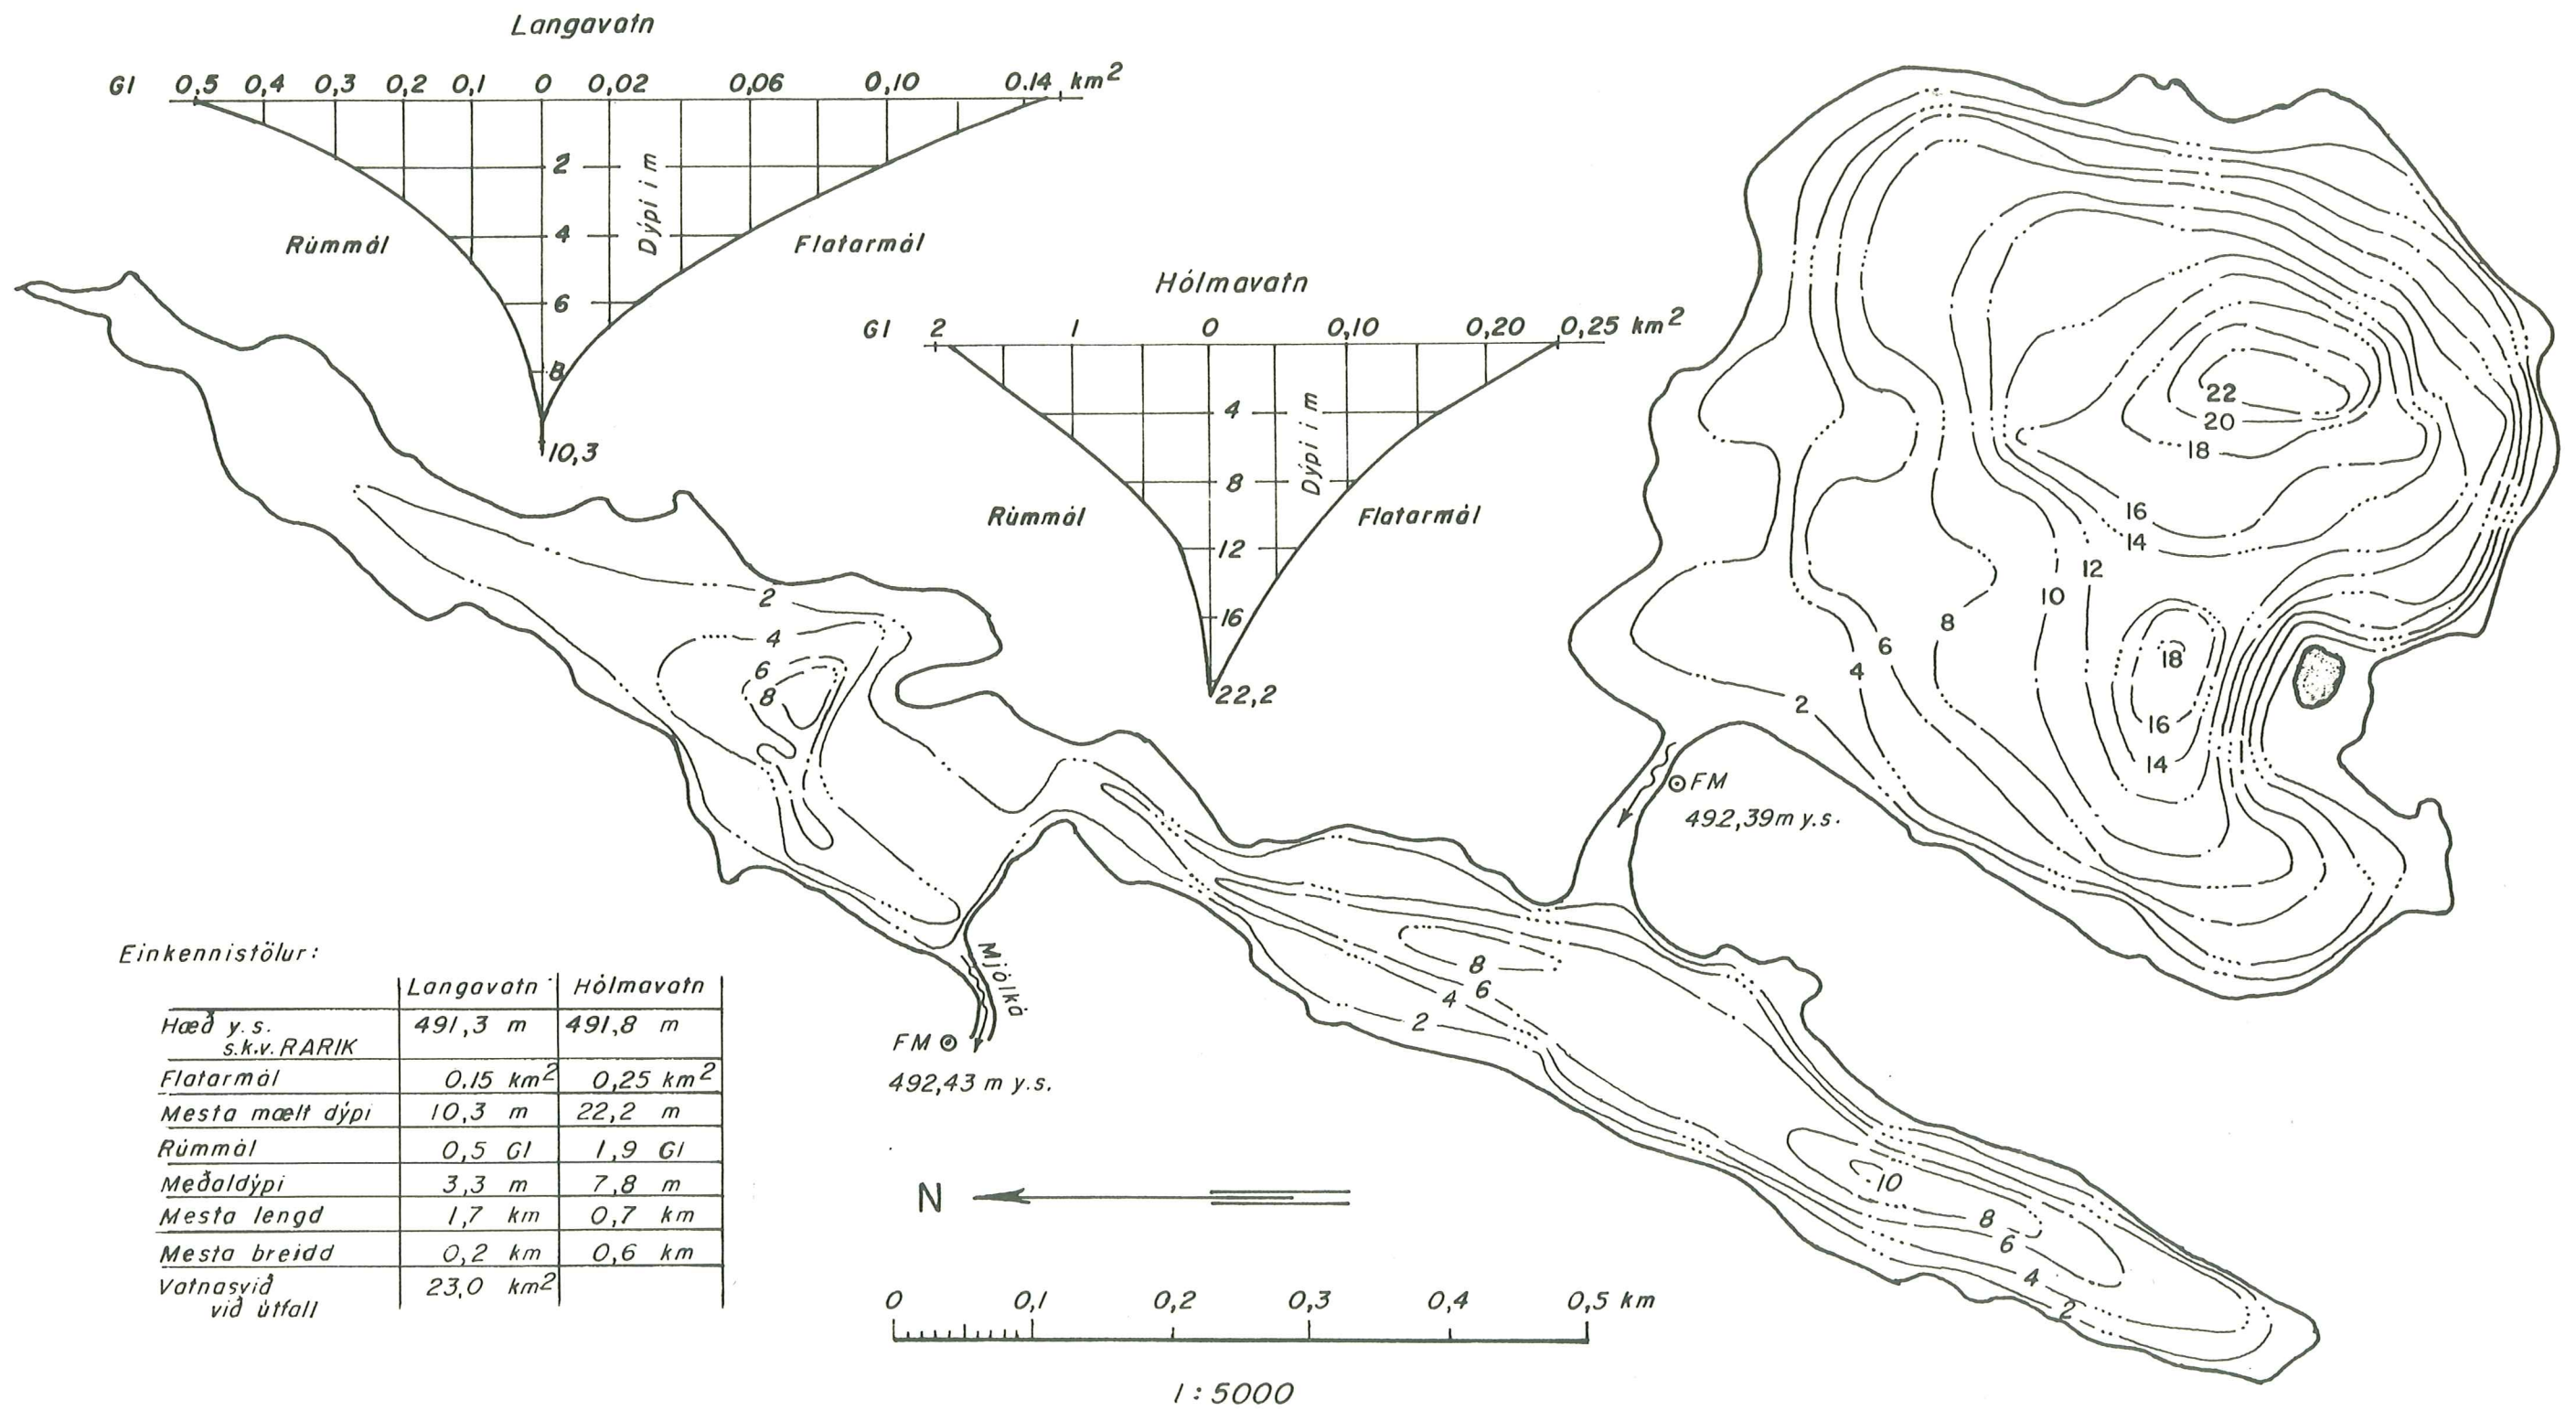 Langavatn
Gl 0,5 0,4 0,3 0,2 0,1 0 0,02 0,06 0,10 0.14 km2
2
4
6
8
10,3
Dýpi i m
Rúmmál
Flatarmál
Hólmavatn
Gl 2 1 0 0,10 0,20 0,25 km2
4
8
12
16
22,2
Dýpi i m
Rúmmál
Flatarmál
22
20
18
16
14
12
10
8
6
4
2
18
16
14
FM
492,39 m y.s.
2
4
6
8
Mjólká
FM
492,43 m y.s.
8
6
4
2
10
8
6
4
2
Einkennistölur:
Langavatn Hólmavatn
Hæð y.s. 491,3 m 491,8 m
s.k.v. RARIK
Flatarmál 0.15 km2 0,25 km2
Mesta mælt dýpi 10,3 m 22,2 m
Rúmmál 0,5 Gl 1,9 Gl
Meðaldýpi 3,3 m 7,8 m
Mesta lengd 1,7 km 0,7 km
Mesta breidd 0,2 km 0,6 km
Vatnasvið 23,0 km2
við útfall
N
0 0,1 0,2 0,3 0,4 0,5 km
1:5000